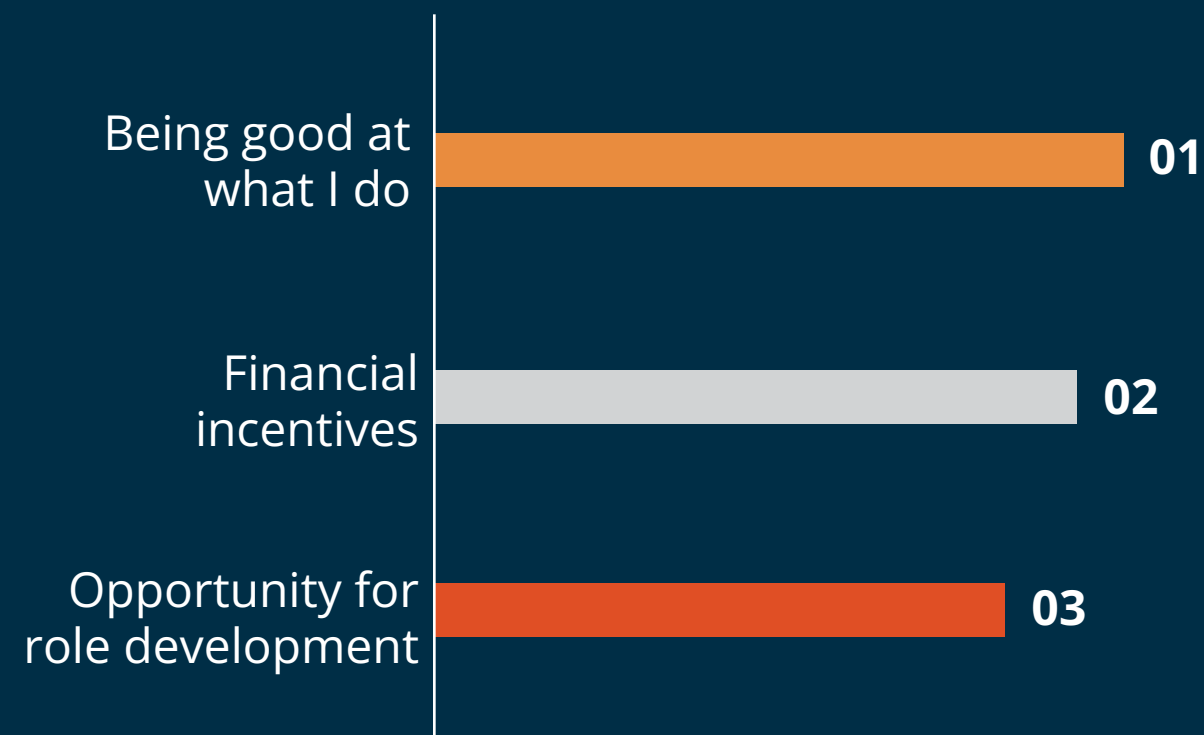 Being good at
what I do
01
Financial
incentives
02
Opportunity for
role development
03